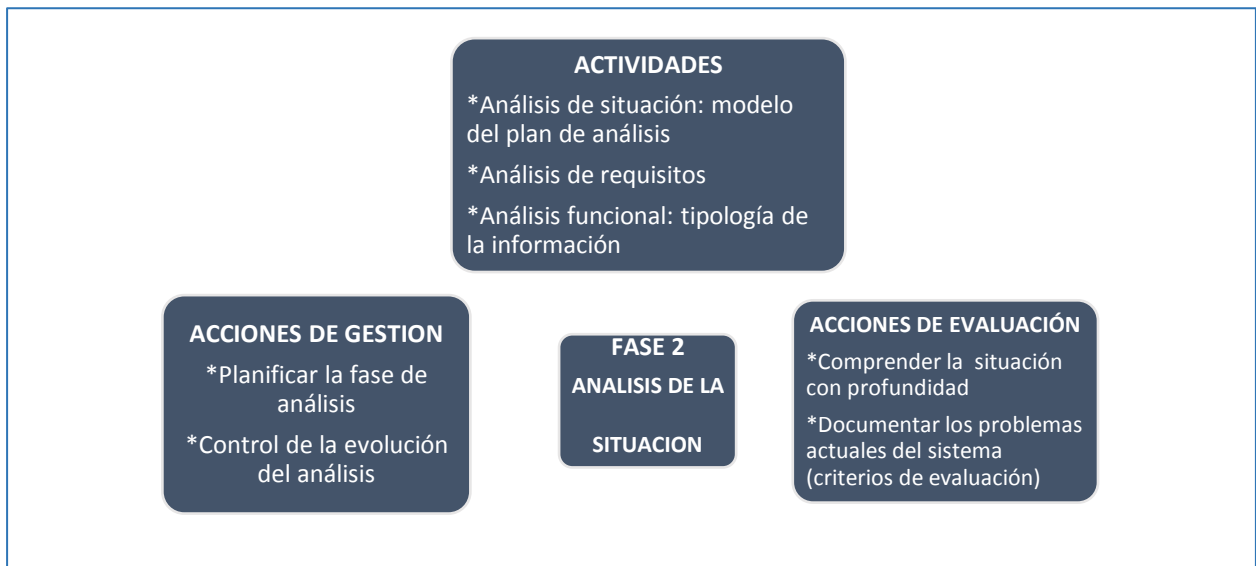 ACTIVIDADES
*Análisis de situación: modelo
del plan de análisis
*Análisis de requisitos
*Análisis funcional: tipología de
la información
ACCIONES DE GESTION
*Planificar la fase de
análisis
*Control de la evolución
del análisis
FASE 2
ANALISIS DE LA
SITUACION
ACCIONES DE EVALUACIÓN
*Comprender la situación
con profundidad
*Documentar los problemas
actuales del sistema
(criterios de evaluación)